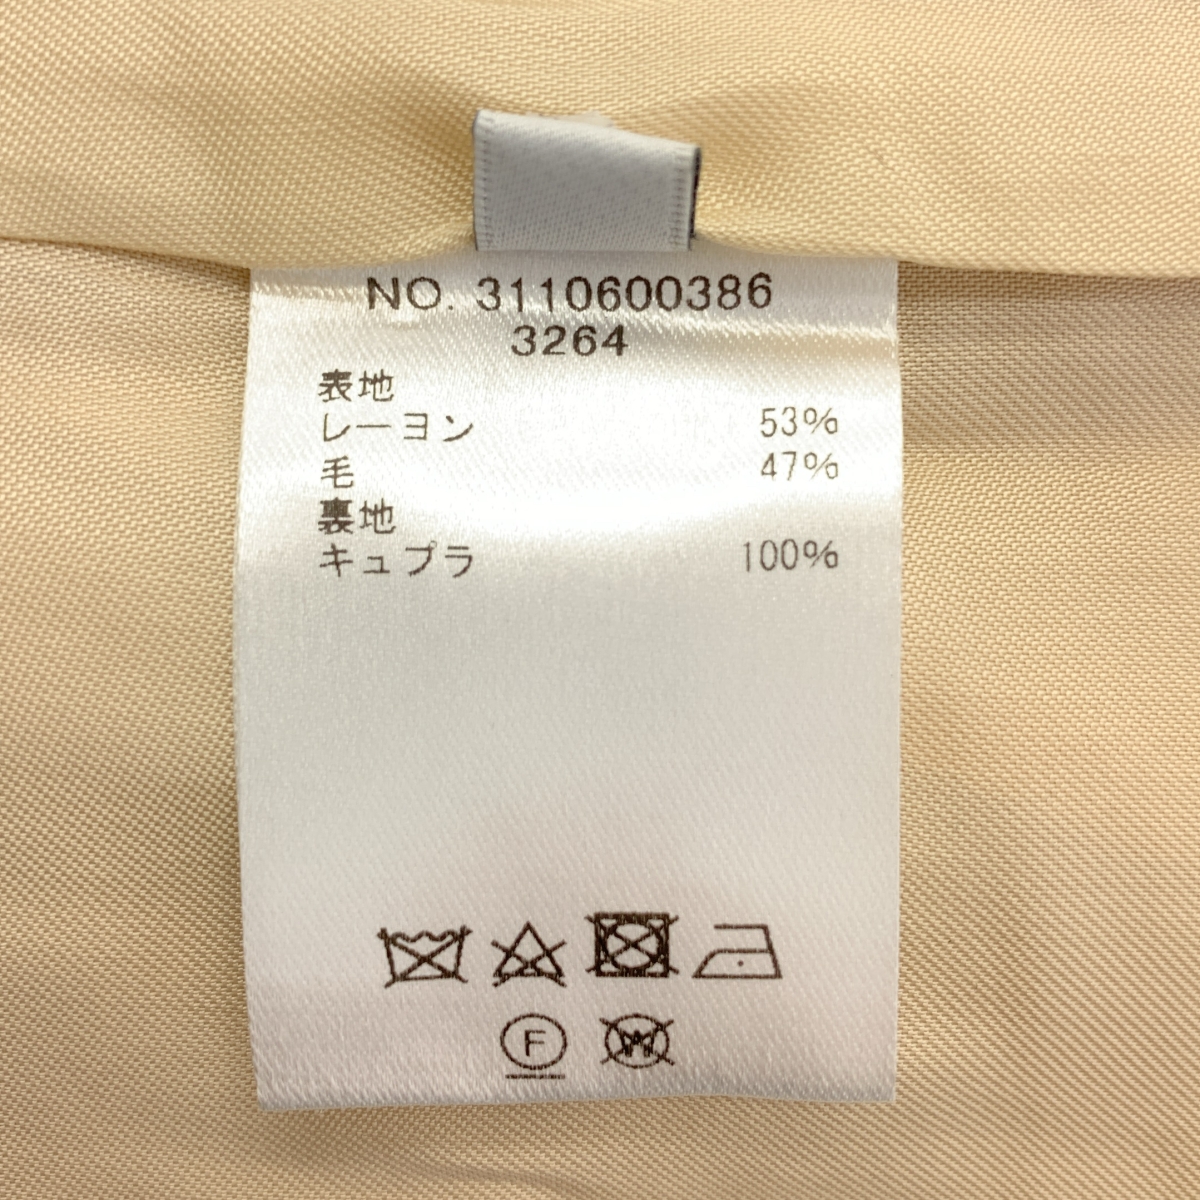 NO. 3110600386
3264
表地
レーヨン 53%
毛 47%
裏地
キュプラ 100%
F W